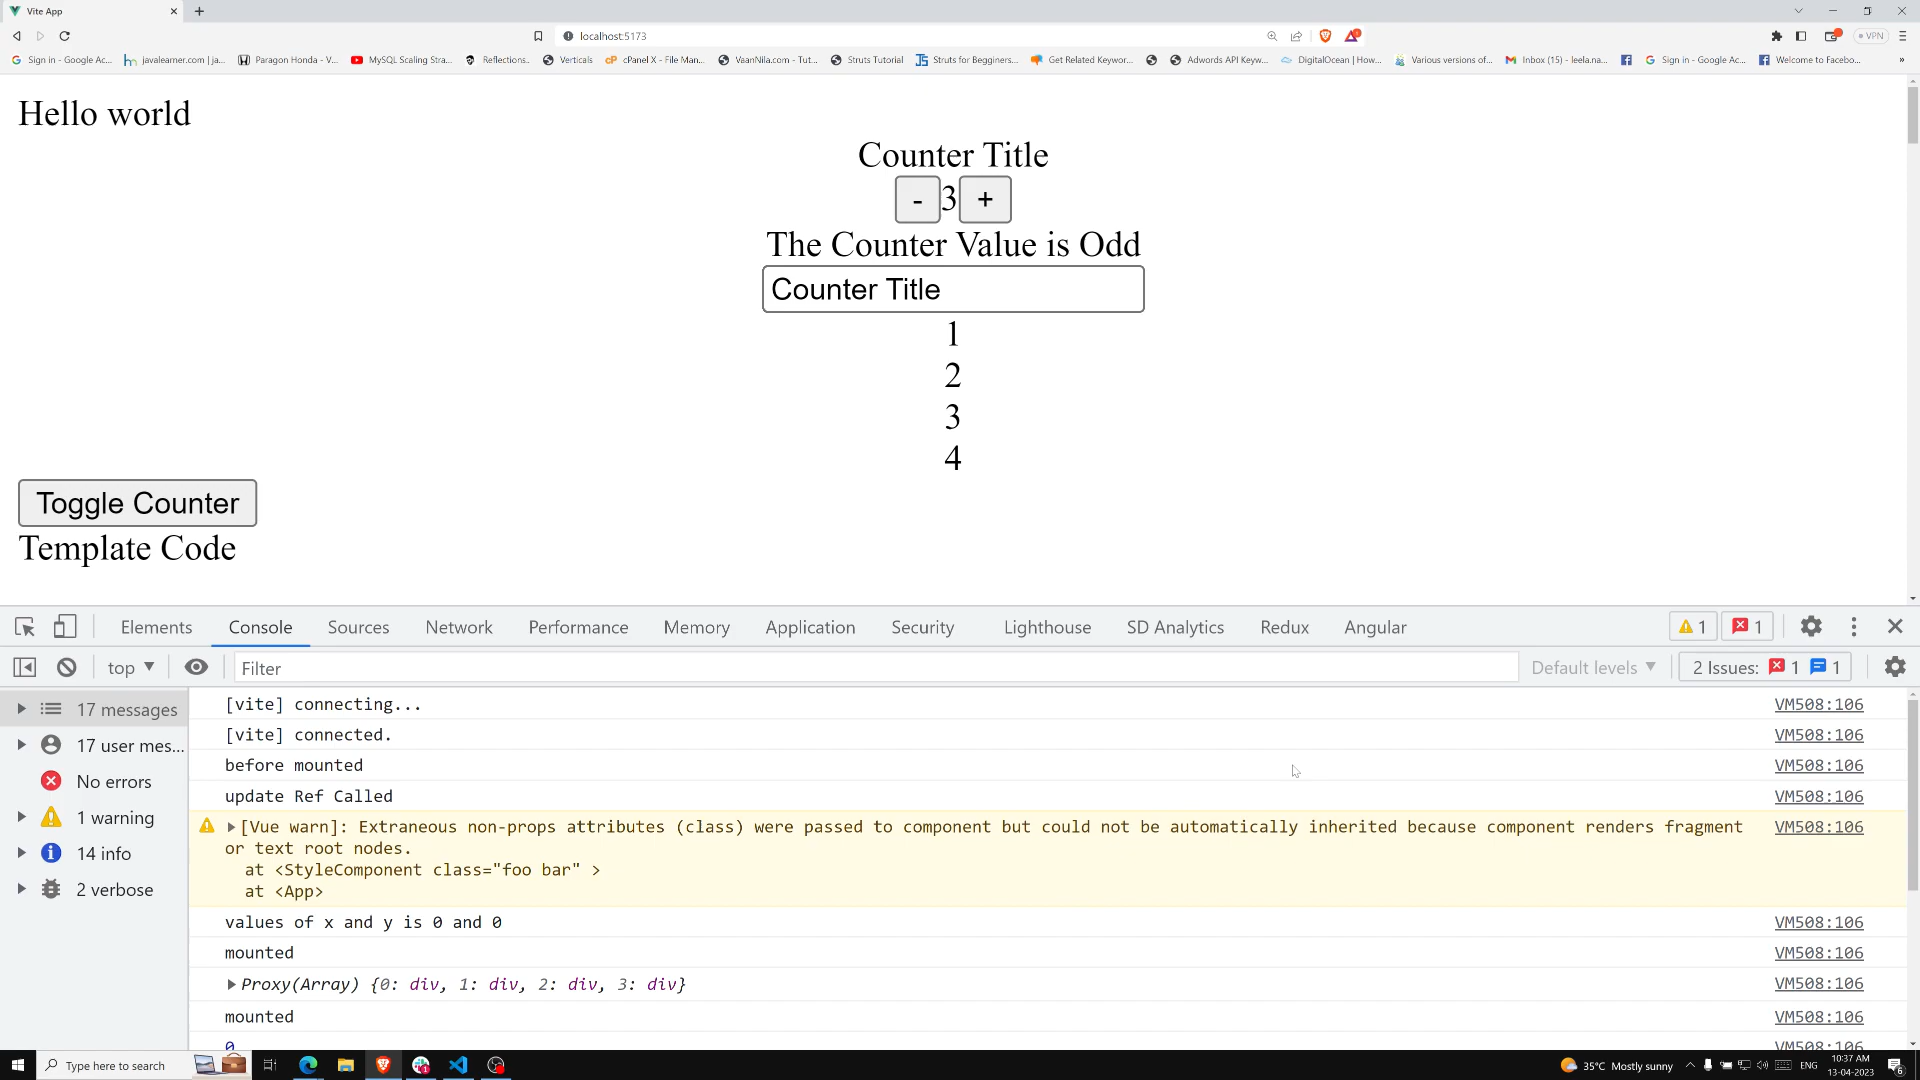 Vite App
localhost:5173
VPN
Sign in - Google Ac...
javalearner.com | ja...
Paragon Honda - V...
MySQL Scaling Stra...
Reflections..
Verticals
cPanel X - File Man...
VaanNila.com - Tut...
Struts Tutorial
Struts for Begginers...
Get Related Keywor...
Adwords API Keyw...
DigitalOcean | How...
Various versions of...
Inbox (15) - leela.na...
Sign in - Google Ac...
Welcome to Facebo...
»
Hello world
Counter Title
- 3 +
The Counter Value is Odd
Counter Title
1
2
3
4
Toggle Counter
Template Code
Elements Console Sources Network Performance Memory Application Security Lighthouse SD Analytics Redux Angular 1 1
top Filter Default levels 2 Issues: 1 1
17 messages
17 user mes...
No errors
1 warning
14 info
2 verbose
[vite] connecting... VM508:106
[vite] connected. VM508:106
before mounted VM508:106
update Ref Called VM508:106
[Vue warn]: Extraneous non-props attributes (class) were passed to component but could not be automatically inherited because component renders fragment VM508:106
or text root nodes.
at <StyleComponent class="foo bar" >
at <App>
values of x and y is 0 and 0 VM508:106
mounted VM508:106
Proxy(Array) {0: div, 1: div, 2: div, 3: div} VM508:106
mounted VM508:106
0 VM508:106
Type here to search
35°C Mostly sunny
ENG
10:37 AM
13-04-2023